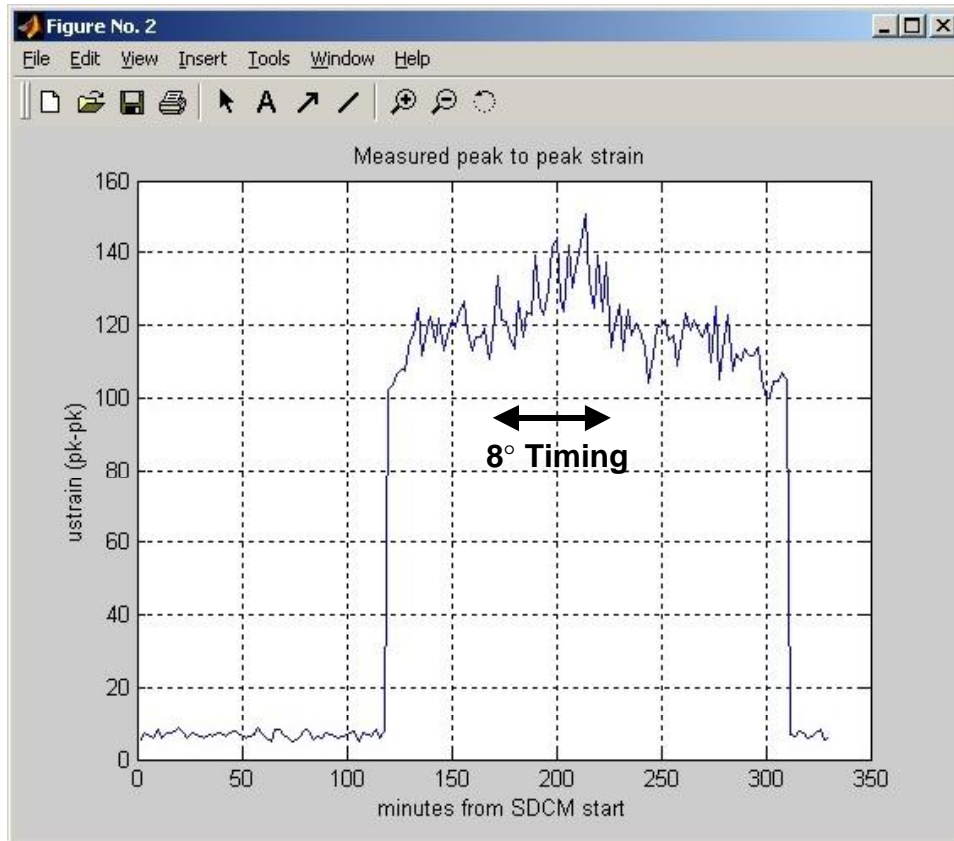 Figure No. 2
File Edit View Insert Tools Window Help
A
Measured peak to peak strain
160
140
120
100
80
60
40
20
0
ustrain (pk-pk)
8° Timing
0 50 100 150 200 250 300 350
minutes from SDCM start